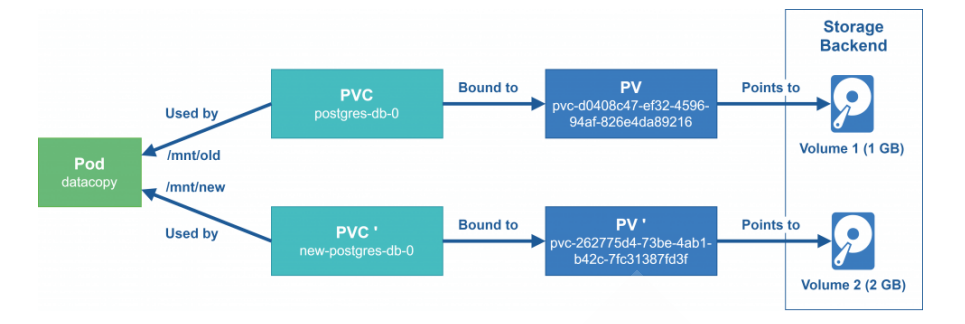 Storage
Backend
PVC
postgres-db-0
Bound to
PV
pvc-d0408c47-ef32-4596-
94af-826e4da89216
Points to
Volume 1 (1 GB)
Used by
/mnt/old
Pod
datacopy
/mnt/new
Used by
PVC '
new-postgres-db-0
Bound to
PV '
pvc-262775d4-73be-4ab1-
b42c-7fc31387fd3f
Points to
Volume 2 (2 GB)